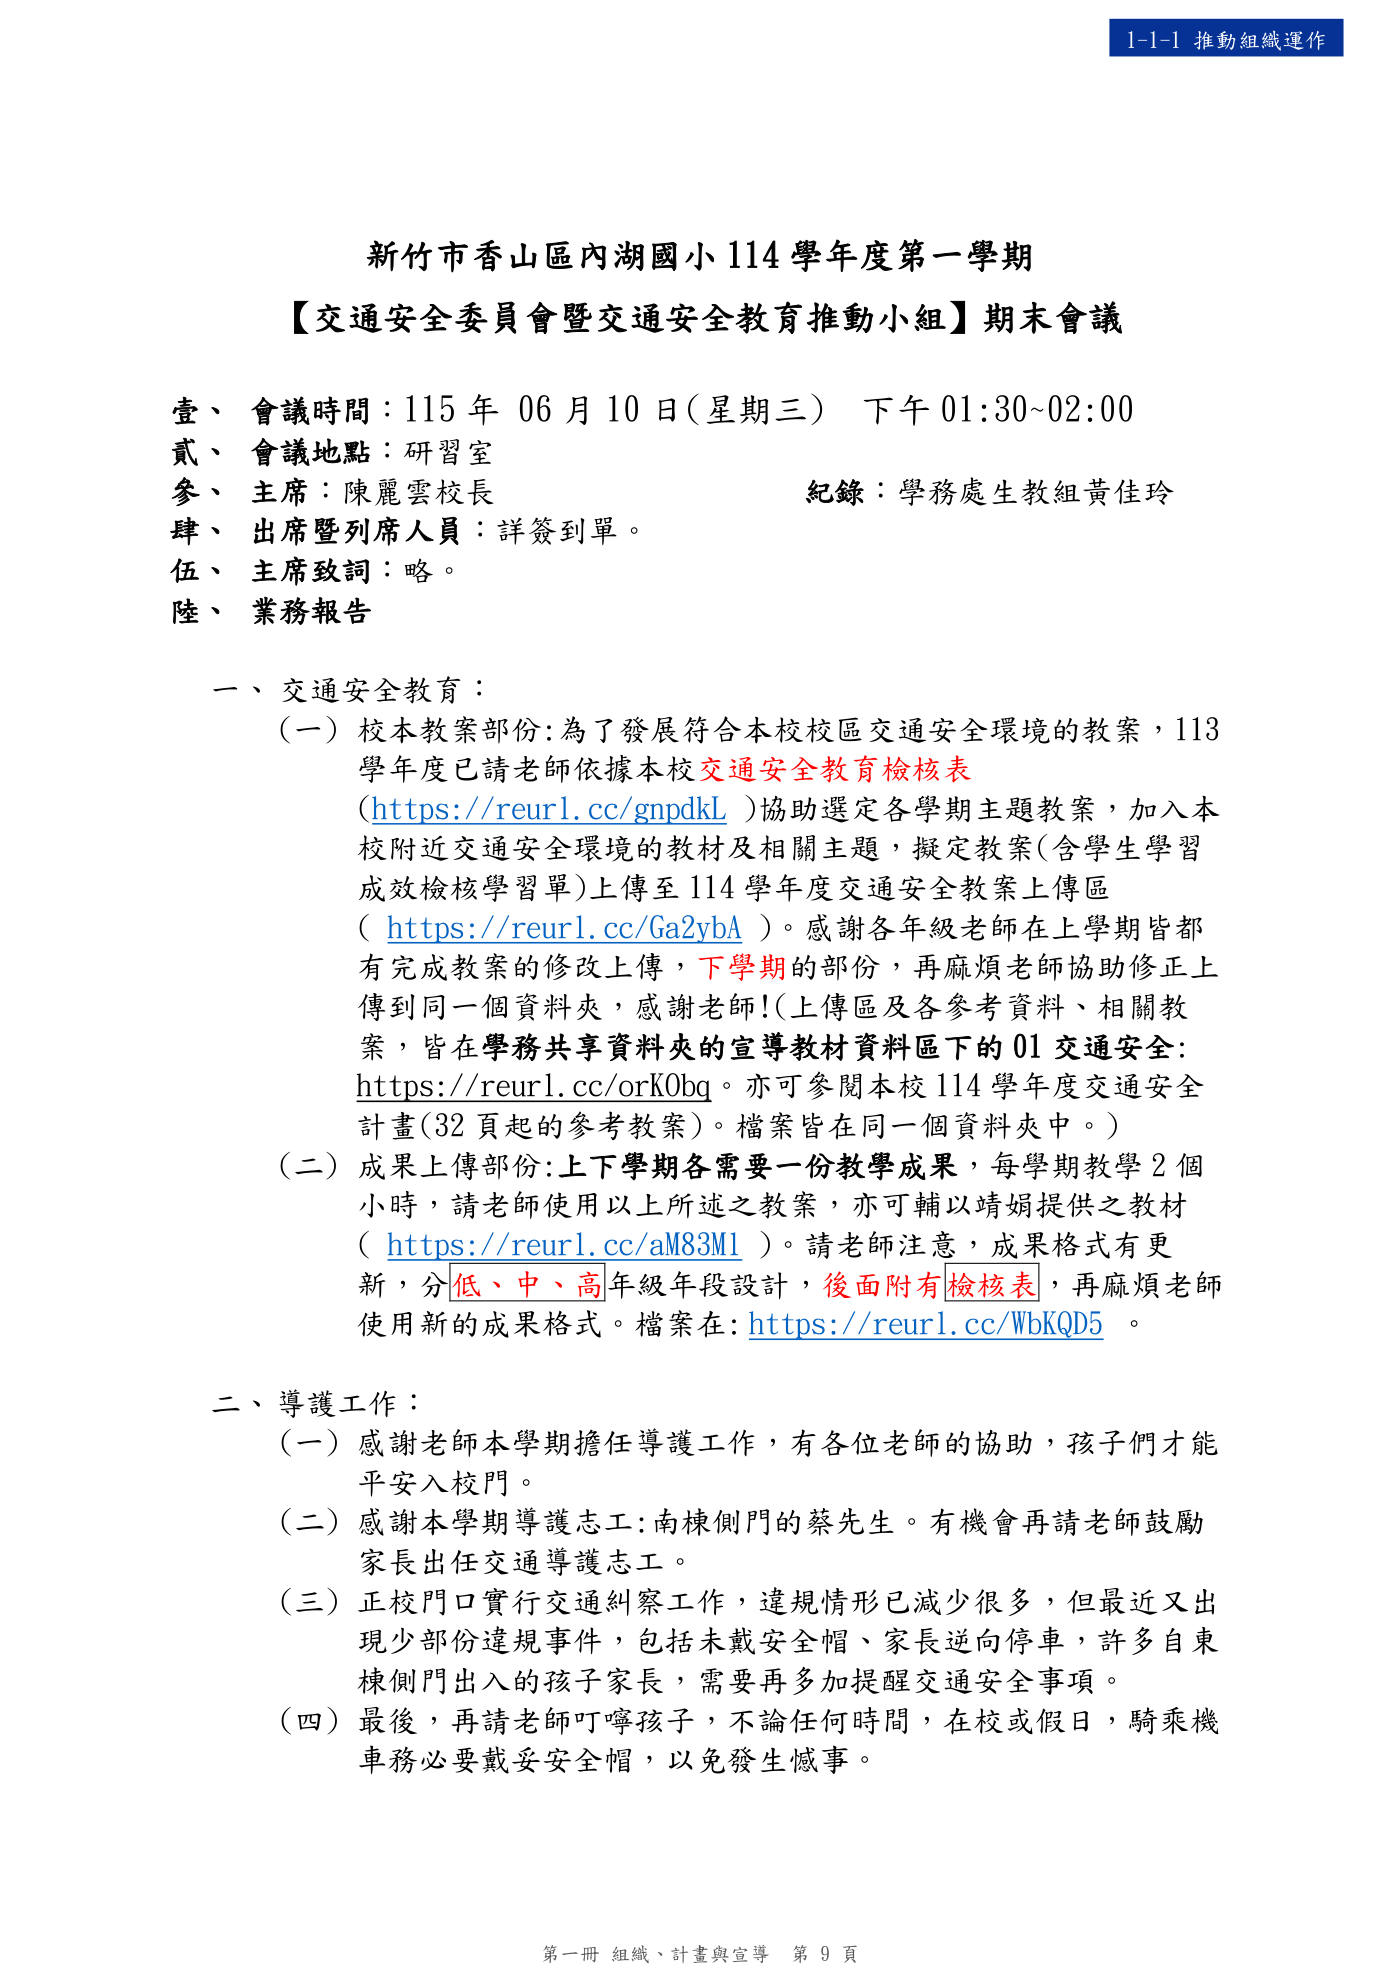 1-1-1 推動組織運作
新竹市香山區內湖國小 114 學年度第一學期
【交通安全委員會暨交通安全教育推動小組】期末會議
壹、 會議時間：115 年 06 月 10 日(星期三) 下午 01:30~02:00
貳、 會議地點：研習室
參、 主席：陳麗雲校長 紀錄：學務處生教組黃佳玲
肆、 出席暨列席人員：詳簽到單。
伍、 主席致詞：略。
陸、 業務報告
一、 交通安全教育：
(一) 校本教案部份:為了發展符合本校校區交通安全環境的教案，113
學年度已請老師依據本校交通安全教育檢核表
(https://reurl.cc/gnpdkL )協助選定各學期主題教案，加入本
校附近交通安全環境的教材及相關主題，擬定教案(含學生學習
成效檢核學習單)上傳至 114 學年度交通安全教案上傳區
( https://reurl.cc/Ga2ybA )。感謝各年級老師在上學期皆都
有完成教案的修改上傳，下學期的部份，再麻煩老師協助修正上
傳到同一個資料夾，感謝老師!(上傳區及各參考資料、相關教
案，皆在學務共享資料夾的宣導教材資料區下的 01 交通安全:
https://reurl.cc/orKObq。亦可參閱本校 114 學年度交通安全
計畫(32 頁起的參考教案)。檔案皆在同一個資料夾中。)
(二) 成果上傳部份:上下學期各需要一份教學成果，每學期教學 2 個
小時，請老師使用以上所述之教案，亦可輔以靖娟提供之教材
( https://reurl.cc/aM83Ml )。請老師注意，成果格式有更
新，分低、中、高年級年段設計，後面附有檢核表，再麻煩老師
使用新的成果格式。檔案在: https://reurl.cc/WbKQD5 。
二、 導護工作：
(一) 感謝老師本學期擔任導護工作，有各位老師的協助，孩子們才能
平安入校門。
(二) 感謝本學期導護志工:南棟側門的蔡先生。有機會再請老師鼓勵
家長出任交通導護志工。
(三) 正校門口實行交通糾察工作，違規情形已減少很多，但最近又出
現少部份違規事件，包括未戴安全帽、家長逆向停車，許多自東
棟側門出入的孩子家長，需要再多加提醒交通安全事項。
(四) 最後，再請老師叮嚀孩子，不論任何時間，在校或假日，騎乘機
車務必要戴妥安全帽，以免發生憾事。
第一冊 組織、計畫與宣導 第 9 頁